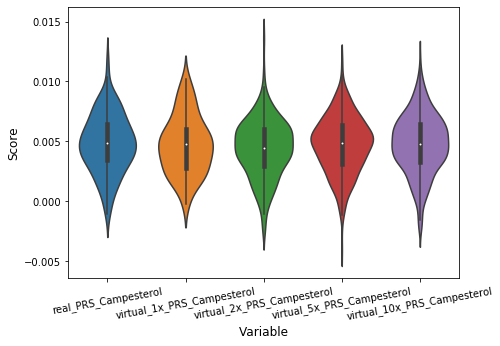 0.015
0.010
0.005
0.000
−0.005
Score
real_PRS_Campesterol
virtual_1x_PRS_Campesterol
virtual_2x_PRS_Campesterol
virtual_5x_PRS_Campesterol
virtual_10x_PRS_Campesterol
Variable